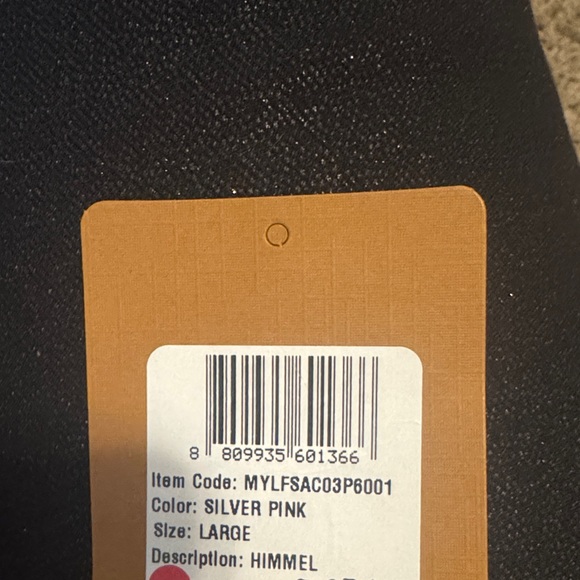 8 809935 601366
Item Code: MYLFSAC03P6001
Color: SILVER PINK
Size: LARGE
Description: HIMMEL